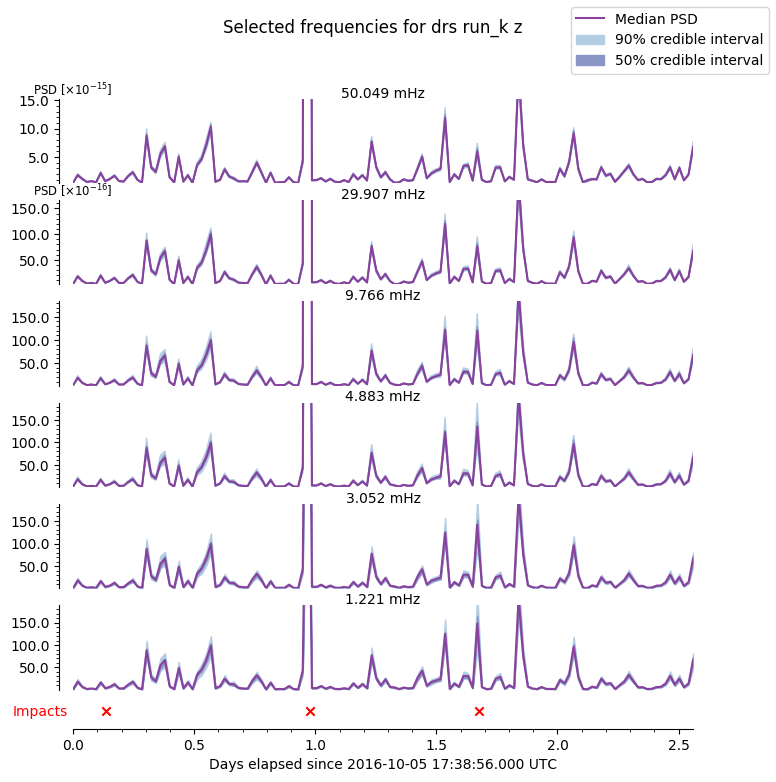 Selected frequencies for drs run_k z
Median PSD
90% credible interval
50% credible interval
PSD [×10⁻¹⁵]
50.049 mHz
15.0
10.0
5.0
PSD [×10⁻¹⁶]
29.907 mHz
150.0
100.0
50.0
9.766 mHz
150.0
100.0
50.0
4.883 mHz
150.0
100.0
50.0
3.052 mHz
150.0
100.0
50.0
1.221 mHz
150.0
100.0
50.0
Impacts
0.0 0.5 1.0 1.5 2.0 2.5
Days elapsed since 2016-10-05 17:38:56.000 UTC